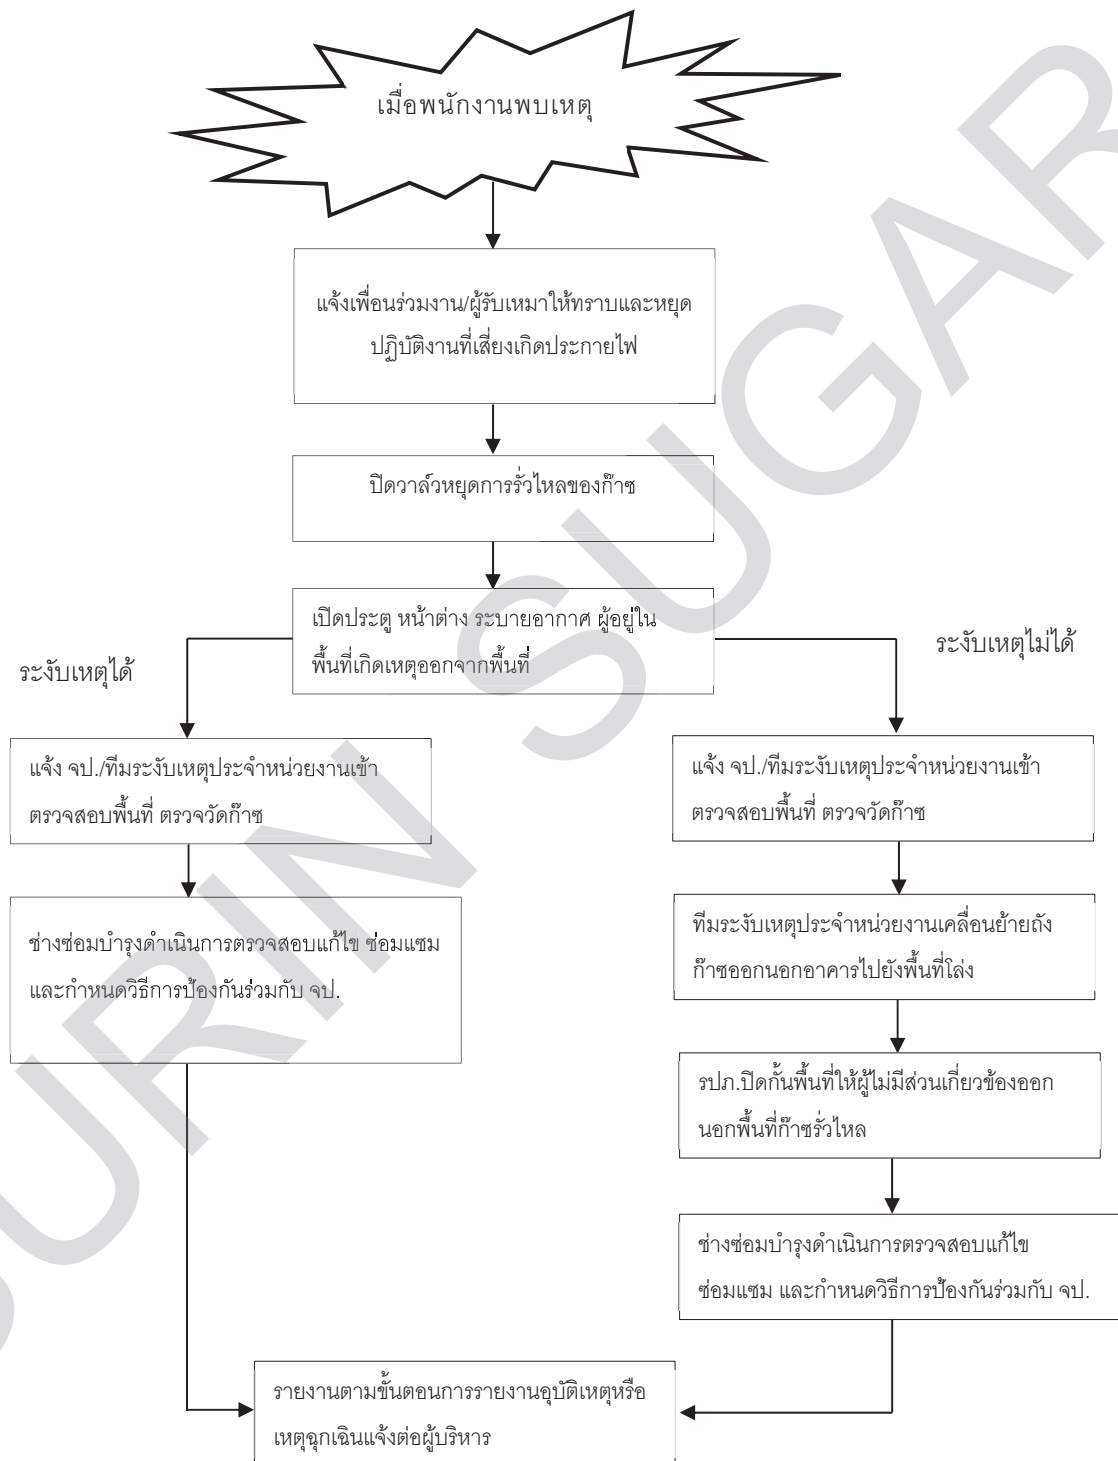 เมื่อพนักงานพบเหตุ
แจ้งเพื่อนร่วมงาน/ผู้รับเหมาให้ทราบและหยุด
ปฏิบัติงานที่เสี่ยงเกิดประกายไฟ
ปิดวาล์วหยุดการรั่วไหลของก๊าซ
เปิดประตู หน้าต่าง ระบายอากาศ ผู้อยู่ใน
พื้นที่เกิดเหตุออกจากพื้นที่
ระงับเหตุได้
ระงับเหตุไม่ได้
แจ้ง จป./ทีมระงับเหตุประจำหน่วยงานเข้า
ตรวจสอบพื้นที่ ตรวจวัดก๊าซ
ช่างซ่อมบำรุงดำเนินการตรวจสอบแก้ไข ซ่อมแซม
และกำหนดวิธีการป้องกันร่วมกับ จป.
แจ้ง จป./ทีมระงับเหตุประจำหน่วยงานเข้า
ตรวจสอบพื้นที่ ตรวจวัดก๊าซ
ทีมระงับเหตุประจำหน่วยงานเคลื่อนย้ายถัง
ก๊าซออกนอกอาคารไปยังพื้นที่โล่ง
รปภ.ปิดกั้นพื้นที่ให้ผู้ไม่มีส่วนเกี่ยวข้องออก
นอกพื้นที่ก๊าซรั่วไหล
ช่างซ่อมบำรุงดำเนินการตรวจสอบแก้ไข
ซ่อมแซม และกำหนดวิธีการป้องกันร่วมกับ จป.
รายงานตามขั้นตอนการรายงานอุบัติเหตุหรือ
เหตุฉุกเฉินแจ้งต่อผู้บริหาร
SURIN SUGAR